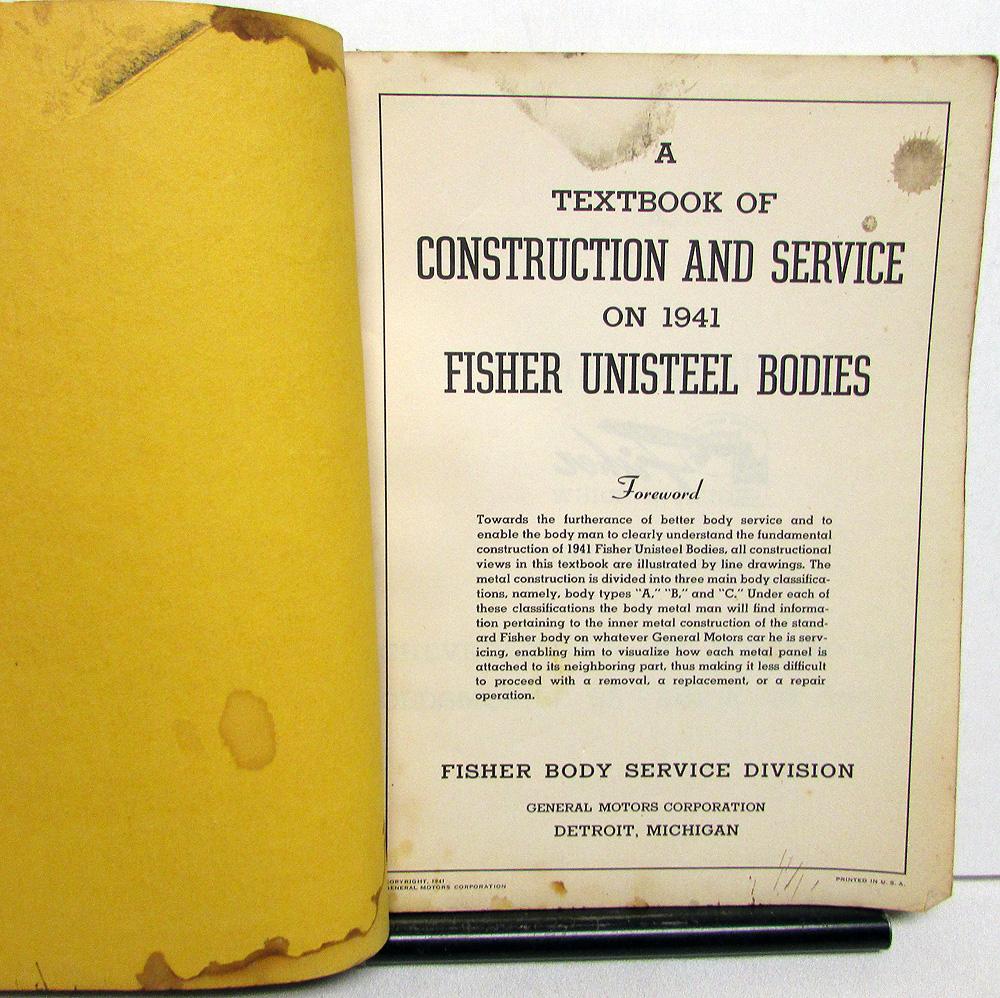 A
TEXTBOOK OF
CONSTRUCTION AND SERVICE
ON 1941
FISHER UNISTEEL BODIES
Foreword
Towards the furtherance of better body service and to
enable the body man to clearly understand the fundamental
construction of 1941 Fisher Unisteel Bodies, all constructional
views in this textbook are illustrated by line drawings. The
metal construction is divided into three main body classifica-
tions, namely, body types "A," "B," and "C." Under each of
these classifications the body metal man will find informa-
tion pertaining to the inner metal construction of the stand-
ard Fisher body on whatever General Motors car he is serv-
icing, enabling him to visualize how each metal panel is
attached to its neighboring part, thus making it less difficult
to proceed with a removal, a replacement, or a repair
operation.
FISHER BODY SERVICE DIVISION
GENERAL MOTORS CORPORATION
DETROIT, MICHIGAN
COPYRIGHT, 1941
GENERAL MOTORS CORPORATION
PRINTED IN U. S. A.